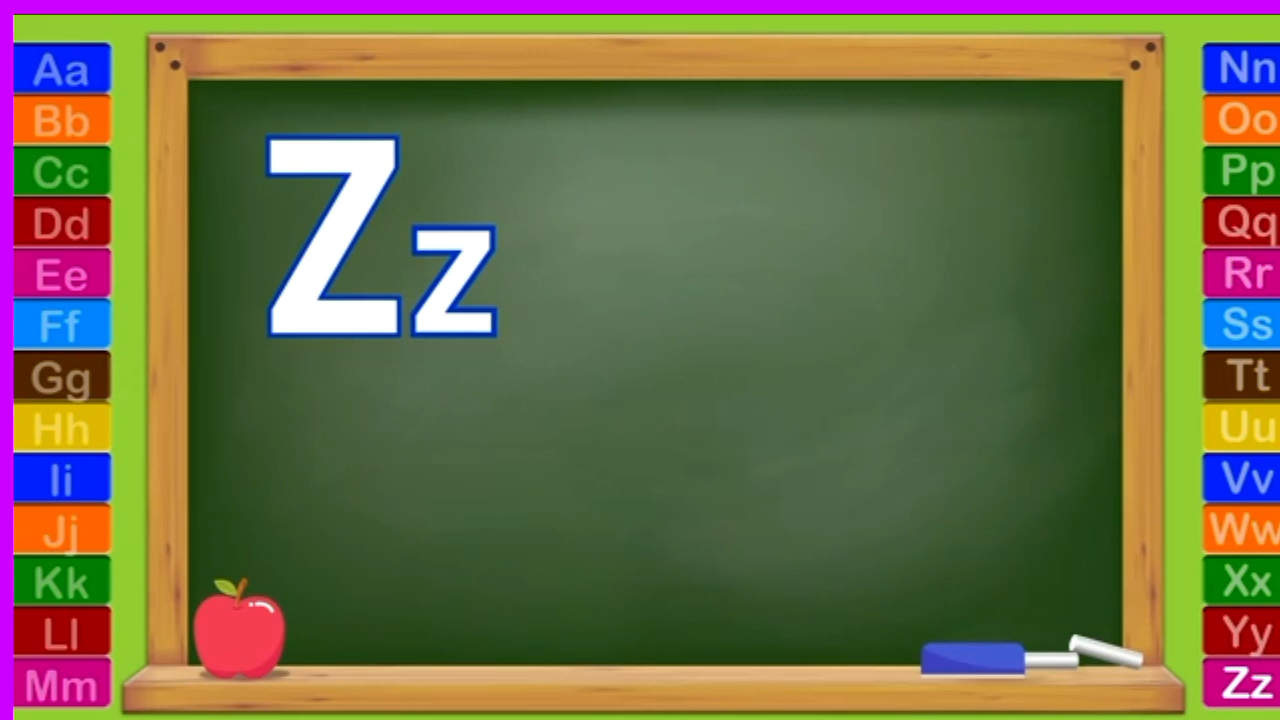 Aa
Bb
Cc
Dd
Ee
Ff
Gg
Hh
Ii
Jj
Kk
Ll
Mm
Zz
Nn
Oo
Pp
Qq
Rr
Ss
Tt
Uu
Vv
Ww
Xx
Yy
Zz